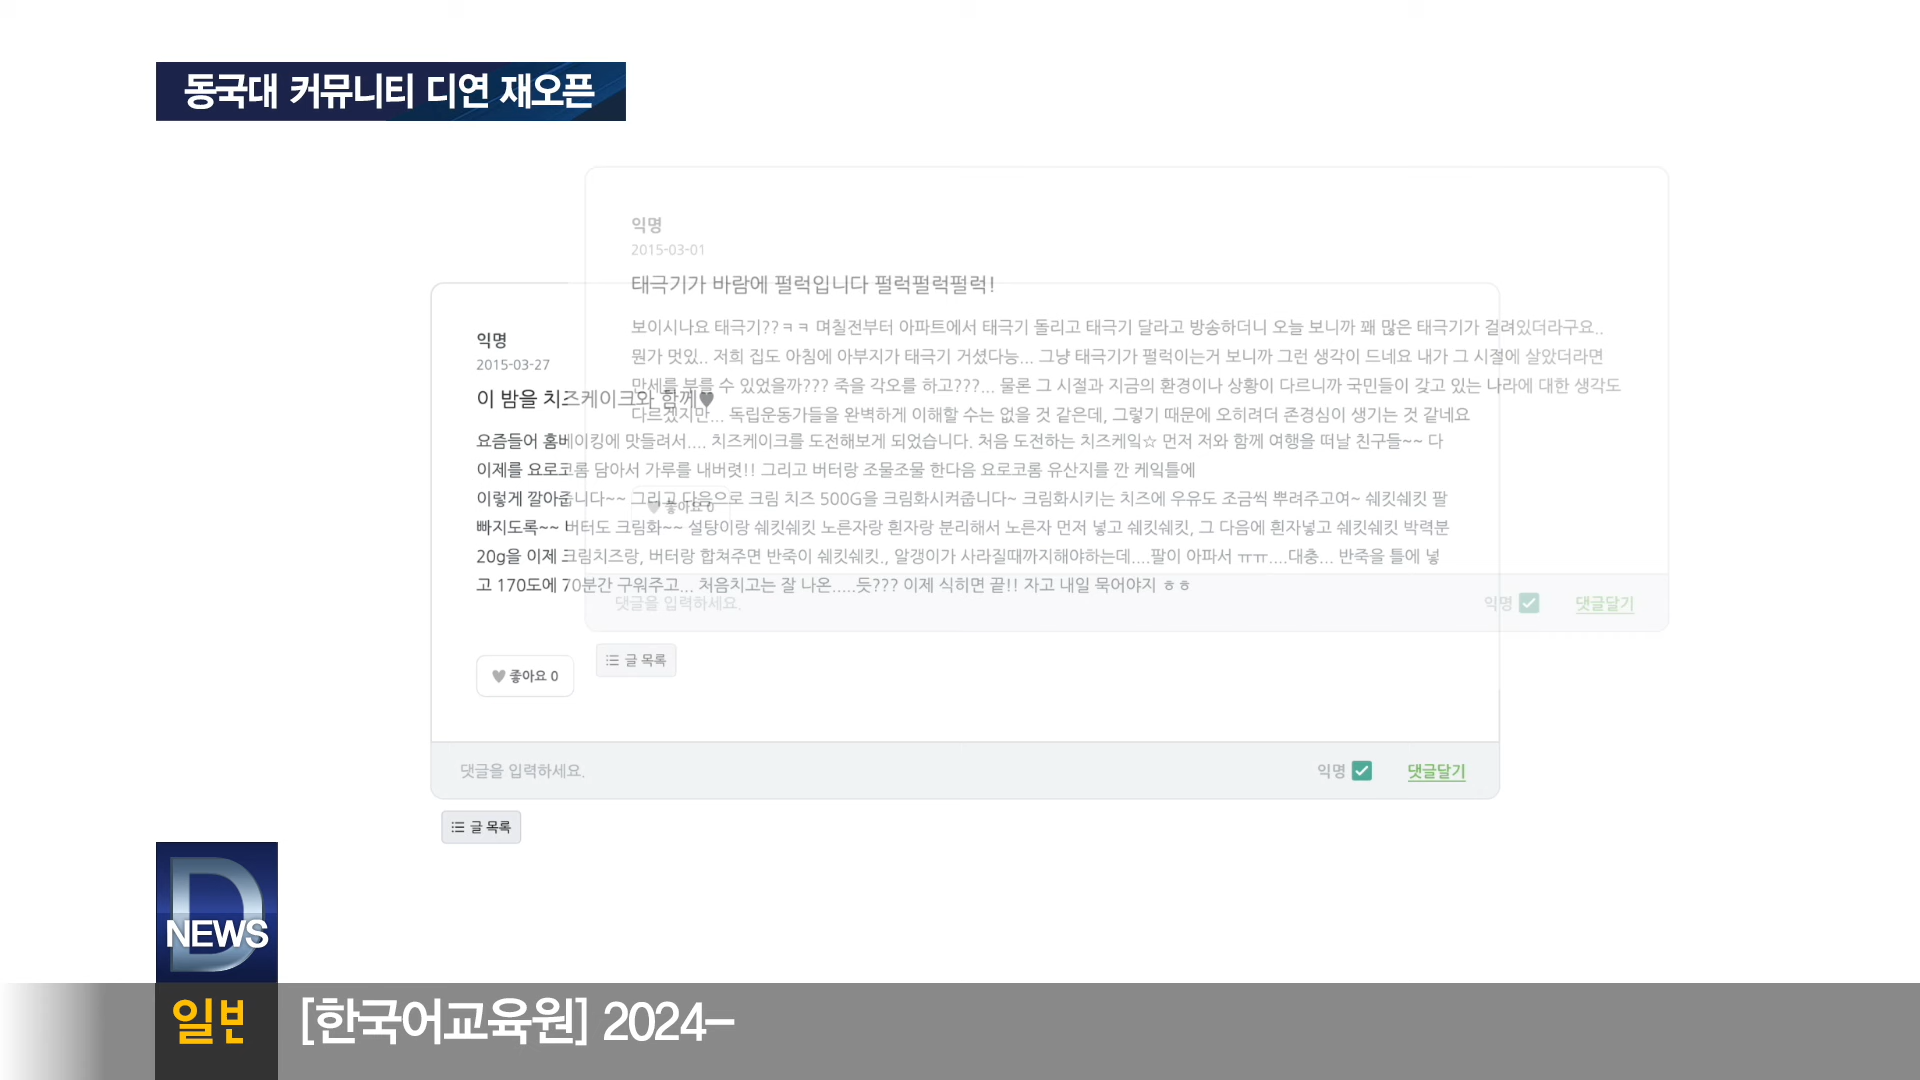 동국대 커뮤니티 디연 재오픈
익명
2015-03-01
태극기가 바람에 펄럭입니다 펄럭펄럭펄럭!
보이시나요 태극기??ㅋㅋ 며칠전부터 아파트에서 태극기 돌리고 태극기 달라고 방송하더니 오늘 보니까 꽤 많은 태극기가 걸려있더라구요..
뭔가 멋있.. 저희 집도 아침에 아부지가 태극기 거셨다능... 그냥 태극기가 펄럭이는거 보니까 그런 생각이 드네요 내가 그 시절에 살았더라면
만세를 부를 수 있었을까??? 죽을 각오를 하고???... 물론 그 시절과 지금의 환경이나 상황이 다르니까 국민들이 갖고 있는 나라에 대한 생각도
다르겠지만... 독립운동가들을 완벽하게 이해할 수는 없을 것 같은데, 그렇기 때문에 오히려더 존경심이 생기는 것 같네요
♥ 좋아요 0
댓글을 입력하세요.
익명
댓글달기
글 목록
익명
2015-03-27
이 밤을 치즈케이크와 함께♥
요즘들어 홈베이킹에 맛들려서.... 치즈케이크를 도전해보게 되었습니다. 처음 도전하는 치즈케잌☆ 먼저 저와 함께 여행을 떠날 친구들~~ 다
이제를 요로코롬 담아서 가루를 내버렷!! 그리고 버터랑 조물조물 한다음 요로코롬 유산지를 깐 케잌틀에
이렇게 깔아줍니다~~ 그리고 다음으로 크림 치즈 500G을 크림화시켜줍니다~ 크림화시키는 치즈에 우유도 조금씩 뿌려주고여~ 쉐킷쉐킷 팔
빠지도록~~ 버터도 크림화~~ 설탕이랑 쉐킷쉐킷 노른자랑 흰자랑 분리해서 노른자 먼저 넣고 쉐킷쉐킷, 그 다음에 흰자넣고 쉐킷쉐킷 박력분
20g을 이제 크림치즈랑, 버터랑 합쳐주면 반죽이 쉐킷쉐킷., 알갱이가 사라질때까지해야하는데....팔이 아파서 ㅠㅠ....대충... 반죽을 틀에 넣
고 170도에 70분간 구워주고... 처음치고는 잘 나온.....듯??? 이제 식히면 끝!! 자고 내일 묵어야지 ㅎㅎ
♥ 좋아요 0
댓글을 입력하세요.
익명
댓글달기
글 목록
D
NEWS
[한국어교육원] 2024-